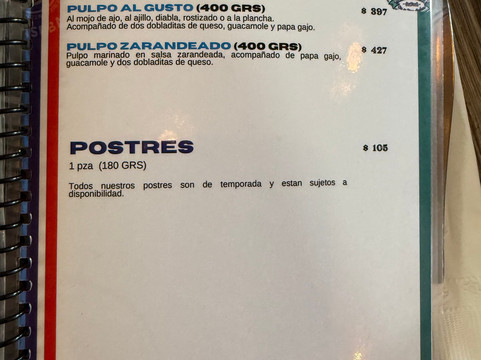 PULPO AL GUSTO (400 GRS) $ 397
Al mojo de ajo, al ajillo, diabla, rostizado o a la plancha.
Acompañado de dos dobladitas de queso, guacamole y papa gajo.
PULPO ZARANDEADO (400 GRS) $ 427
Pulpo marinado en salsa zarandeada, acompañado de papa gajo,
guacamole y dos dobladitas de queso.
POSTRES $ 105
1 pza (180 GRS)
Todos nuestros postres son de temporada y estan sujetos a
disponibilidad.